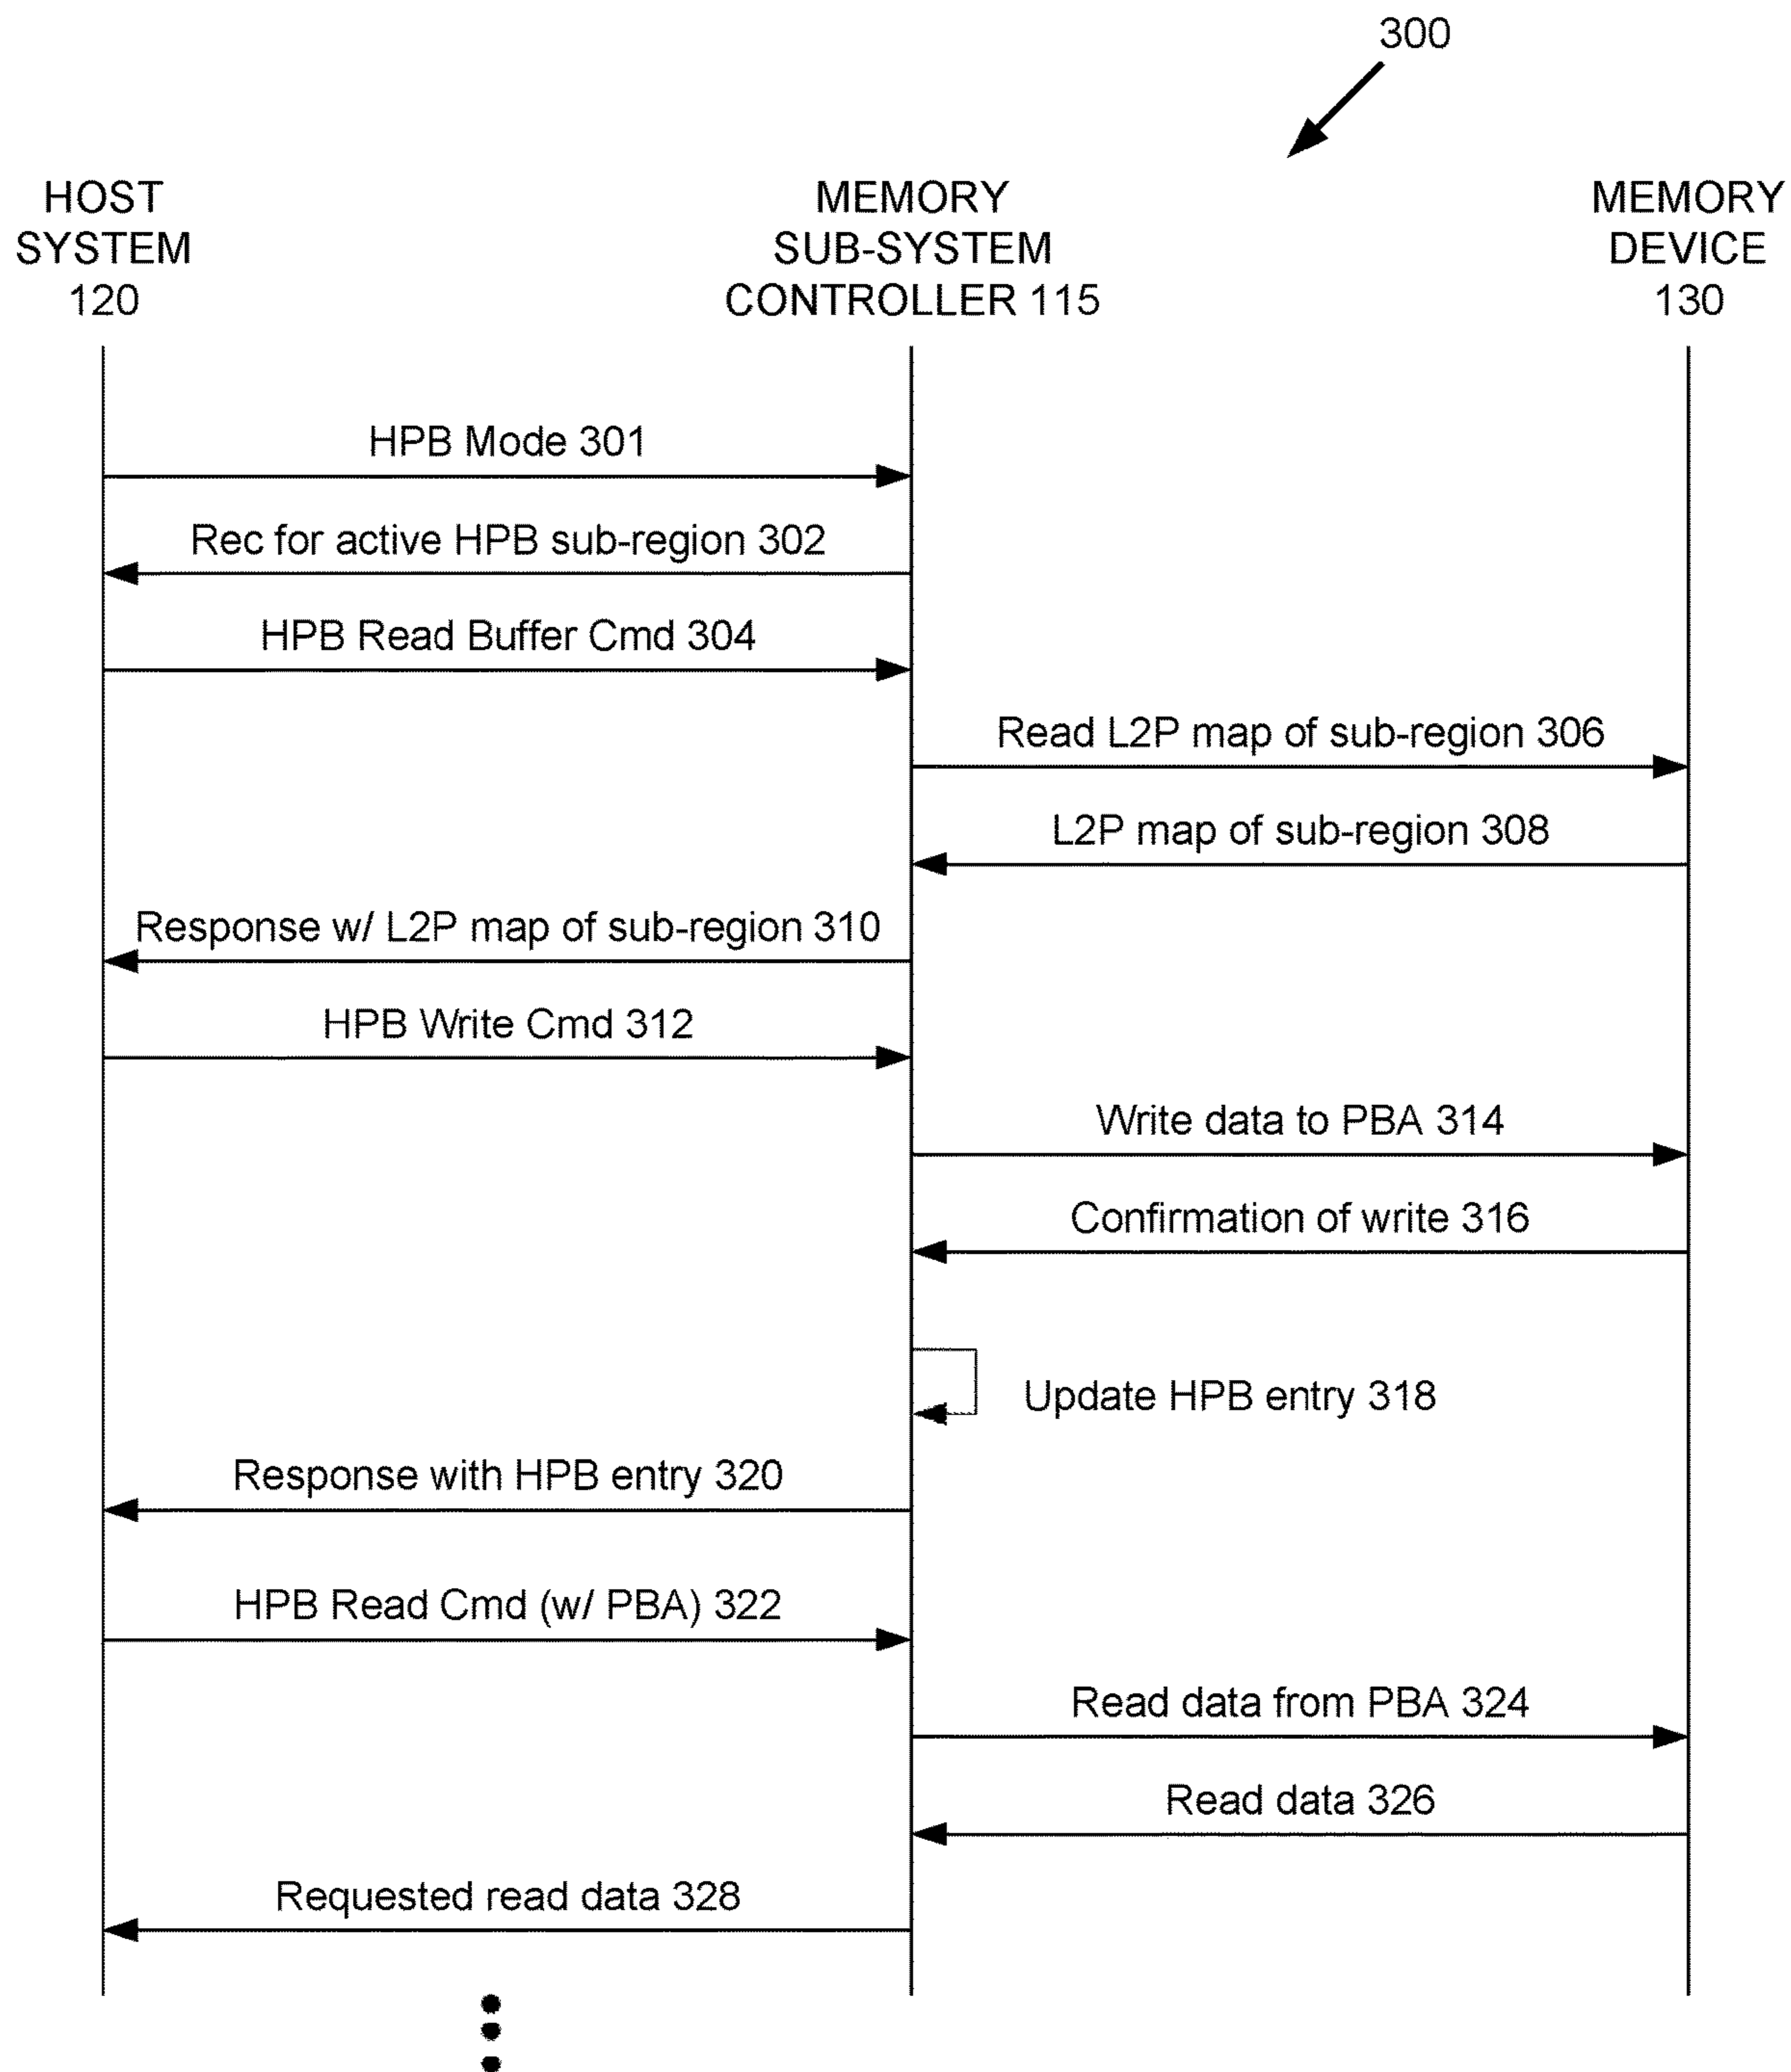 300
HOST
SYSTEM
120
MEMORY
SUB-SYSTEM
CONTROLLER 115
MEMORY
DEVICE
130
HPB Mode 301
Rec for active HPB sub-region 302
HPB Read Buffer Cmd 304
Read L2P map of sub-region 306
L2P map of sub-region 308
Response w/ L2P map of sub-region 310
HPB Write Cmd 312
Write data to PBA 314
Confirmation of write 316
Update HPB entry 318
Response with HPB entry 320
HPB Read Cmd (w/ PBA) 322
Read data from PBA 324
Read data 326
Requested read data 328